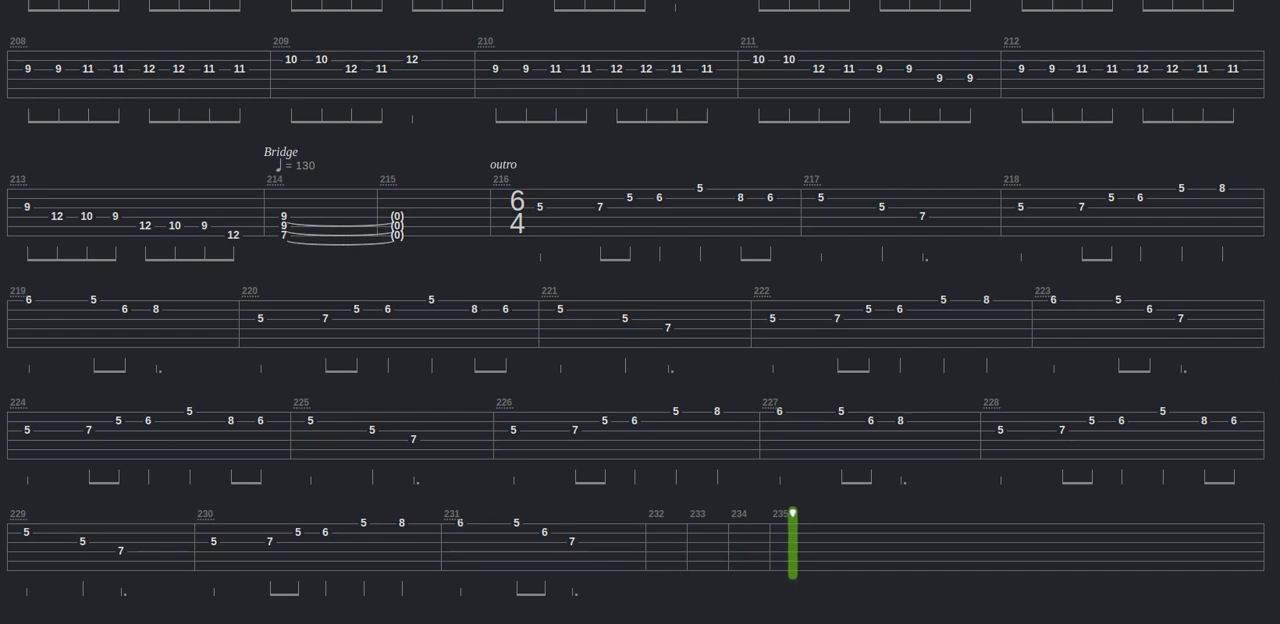 208 209 210 211 212
10 10 12 10 10
9 9 11 11 12 12 11 11 12 11 9 9 11 11 12 12 11 11 12 11 9 9 9 9 11 11 12 12 11 11
9 9
Bridge
♩ = 130 outro
213 214 215 216 217 218
5 5 8
6 5 6 8 6 5 5 6
9 4 5 7 5 5 7
12 10 9 9 (0) 7
12 10 9 9 (0)
12 7 (0)
219 220 221 222 223
6 5 5 5 8 6 5
6 8 5 6 8 6 5 5 6 6
5 7 5 5 7 7
7
224 225 226 227 228
5 5 8 6 5 5
5 6 8 6 5 5 6 6 8 5 6 8 6
5 7 5 5 7 5 7
7
229 230 231 232 233 234 235
5 8 6 5
5 5 6 6
5 5 7 7
7